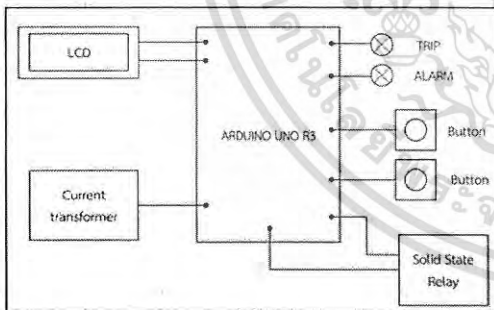 LCD
TRIP
ALARM
ARDUINO UNO R3
Button
Button
Current
transformer
Solid State
Relay